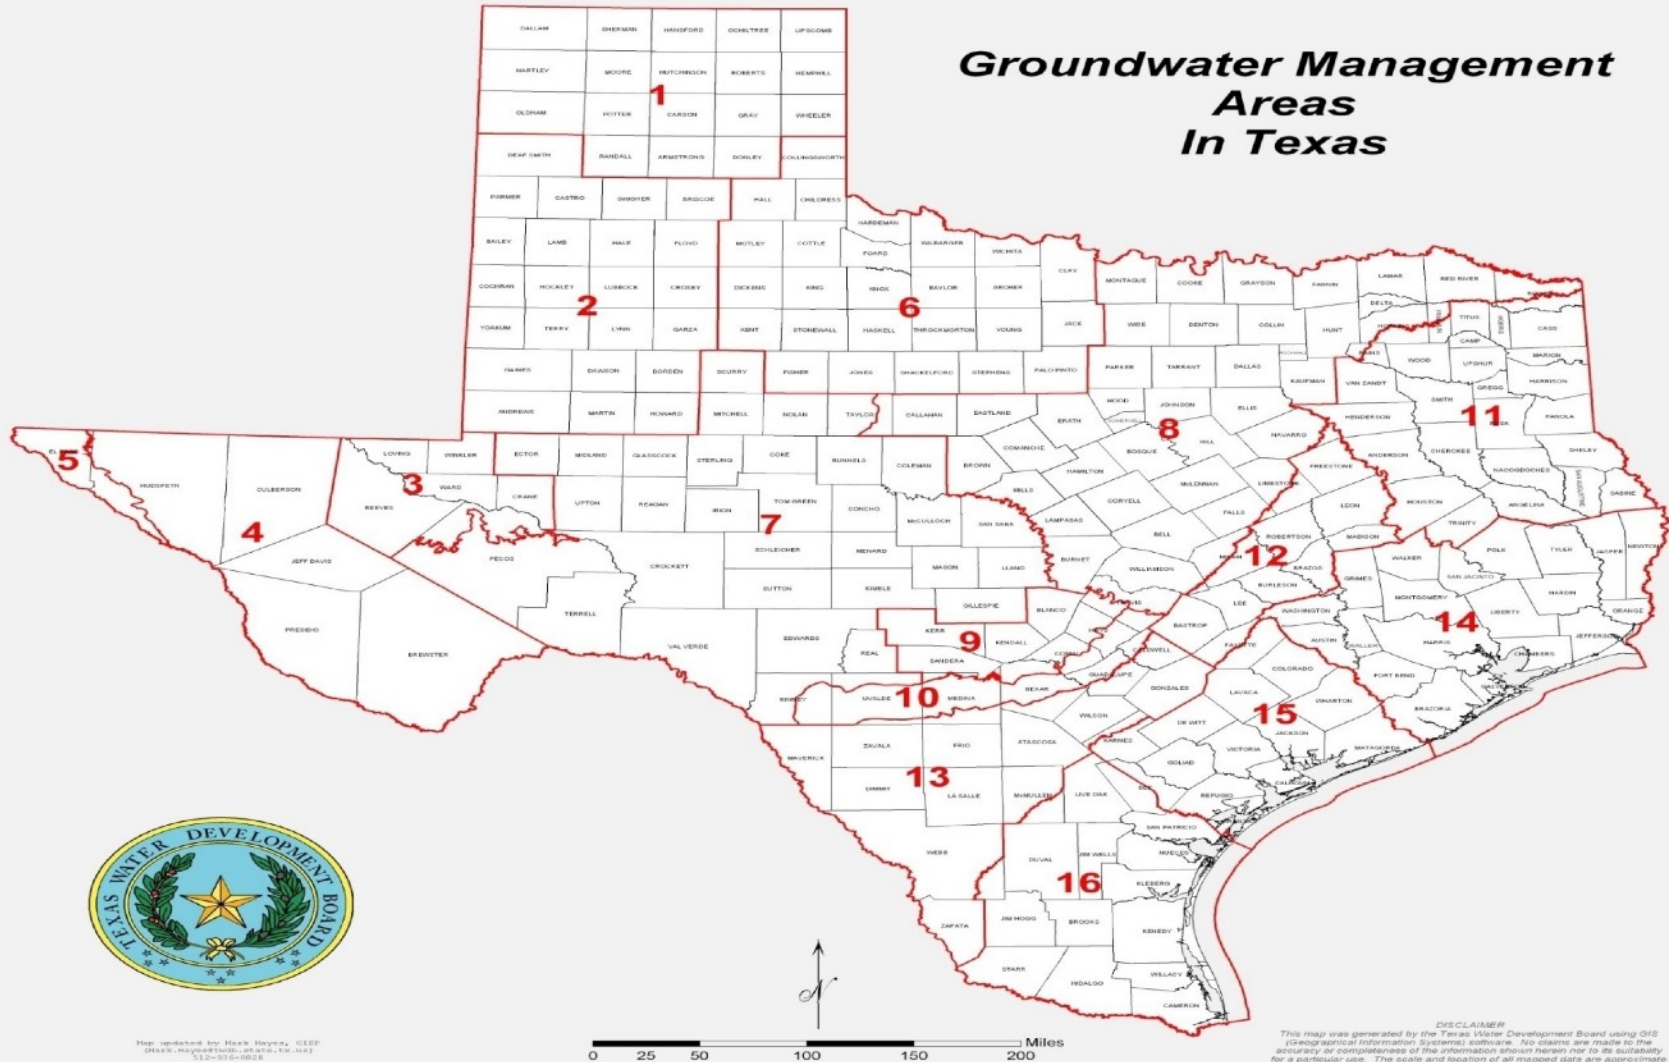 Groundwater Management
Areas
In Texas
DALLAM SHERMAN HANSFORD OCHILTREE LIPSCOMB
HARTLEY MOORE HUTCHINSON ROBERTS HEMPHILL
1
OLDHAM POTTER CARSON GRAY WHEELER
DEAF SMITH RANDALL ARMSTRONG DONLEY COLLINGSWORTH
PARMER CASTRO SWISHER BRISCOE HALL CHILDRESS
HARDEMAN
BAILEY LAMB HALE FLOYD MOTLEY COTTLE FOARD WILBARGER WICHITA
CLAY MONTAGUE COOKE GRAYSON FANNIN LAMAR RED RIVER
COCHRAN HOCKLEY LUBBOCK CROSBY DICKENS KING KNOX BAYLOR ARCHER
2 6
DELTA
YOAKUM TERRY LYNN GARZA KENT STONEWALL HASKELL THROCKMORTON YOUNG JACK WISE DENTON COLLIN HUNT TITUS CASS
CAMP
GAINES DAWSON BORDEN SCURRY FISHER JONES SHACKELFORD STEPHENS PALO PINTO PARKER TARRANT DALLAS RAINS WOOD UPSHUR MARION
KAUFMAN VAN ZANDT GREGG HARRISON
ANDREWS MARTIN HOWARD MITCHELL NOLAN TAYLOR CALLAHAN EASTLAND ERATH HOOD JOHNSON ELLIS HENDERSON SMITH RUSK PANOLA
11
8
NAVARRO
5
LOVING WINKLER ECTOR MIDLAND GLASSCOCK STERLING COKE RUNNELS COLEMAN BROWN COMANCHE BOSQUE HILL ANDERSON CHEROKEE SHELBY
HUDSPETH CULBERSON
3
WARD REEVES CRANE UPTON REAGAN IRION TOM GREEN CONCHO HAMILTON McLENNAN LIMESTONE FREESTONE NACOGDOCHES SAN AUGUSTINE SABINE
MILLS CORYELL FALLS LEON HOUSTON ANGELINA
4
7
McCULLOCH SAN SABA LAMPASAS BELL ROBERTSON MADISON TRINITY
JEFF DAVIS PECOS CROCKETT SCHLEICHER MENARD MASON LLANO BURNET WILLIAMSON
12
BRAZOS GRIMES WALKER POLK TYLER JASPER NEWTON
SUTTON KIMBLE BURLESON SAN JACINTO
TERRELL GILLESPIE BLANCO LEE WASHINGTON MONTGOMERY LIBERTY HARDIN ORANGE
14
PRESIDIO BREWSTER VAL VERDE EDWARDS REAL KERR
9
KENDALL BANDERA BASTROP FAYETTE AUSTIN WALLER HARRIS CHAMBERS JEFFERSON
CALDWELL COLORADO FORT BEND
GUADALUPE
KINNEY UVALDE
10
MEDINA BEXAR GONZALES LAVACA WHARTON BRAZORIA
WILSON DE WITT
15
JACKSON
MAVERICK ZAVALA FRIO ATASCOSA KARNES VICTORIA MATAGORDA
GOLIAD
13
DIMMIT LA SALLE McMULLEN LIVE OAK BEE REFUGIO CALHOUN
SAN PATRICIO
WEBB DUVAL JIM WELLS NUECES
16
KLEBERG
ZAPATA JIM HOGG BROOKS KENEDY
STARR HIDALGO WILLACY
CAMERON
TEXAS WATER DEVELOPMENT BOARD
N
0 25 50 100 150 200 Miles
Map updated by Mark Hayes, GISP
DISCLAIMER
This map was generated by the Texas Water Development Board using GIS
(Geographical Information Systems) software. No claims are made to the
accuracy or completeness of the information shown herein nor to its suitability
for a particular use. The scale and location of all mapped data are approximate.